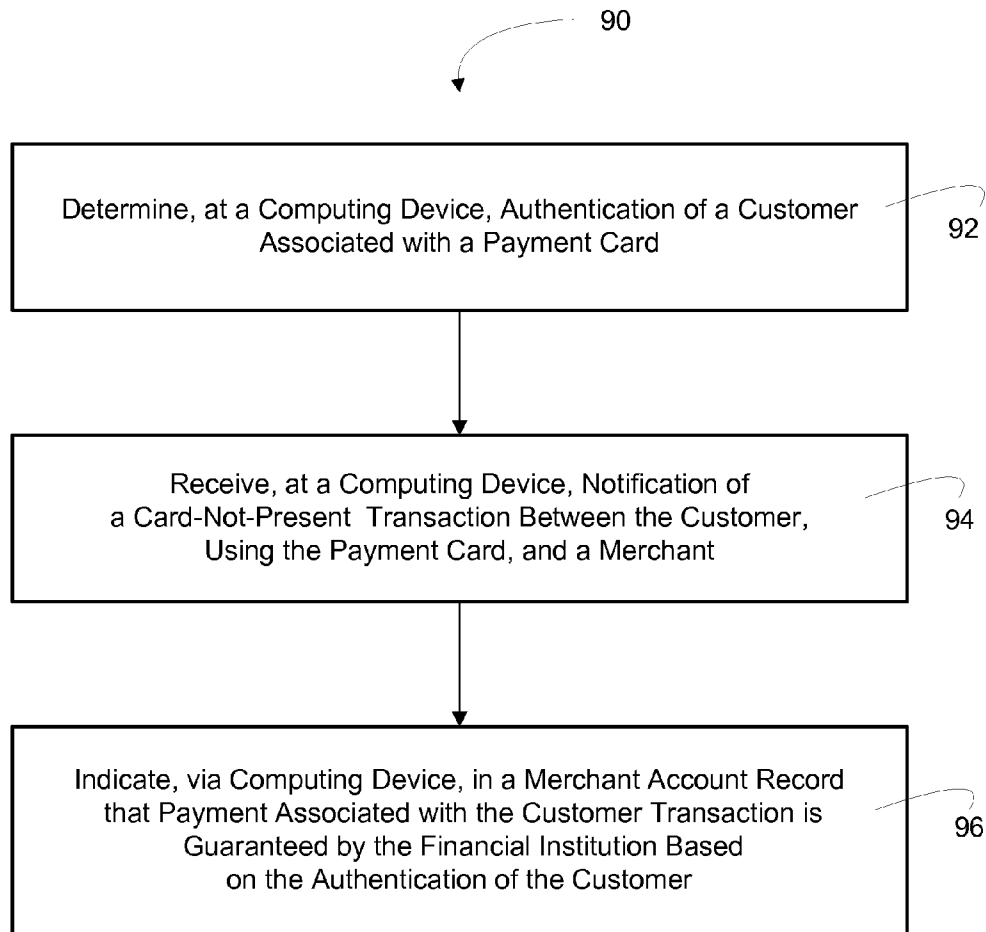 90
Determine, at a Computing Device, Authentication of a Customer
Associated with a Payment Card
92
Receive, at a Computing Device, Notification of
a Card-Not-Present Transaction Between the Customer,
Using the Payment Card, and a Merchant
94
Indicate, via Computing Device, in a Merchant Account Record
that Payment Associated with the Customer Transaction is
Guaranteed by the Financial Institution Based
on the Authentication of the Customer
96